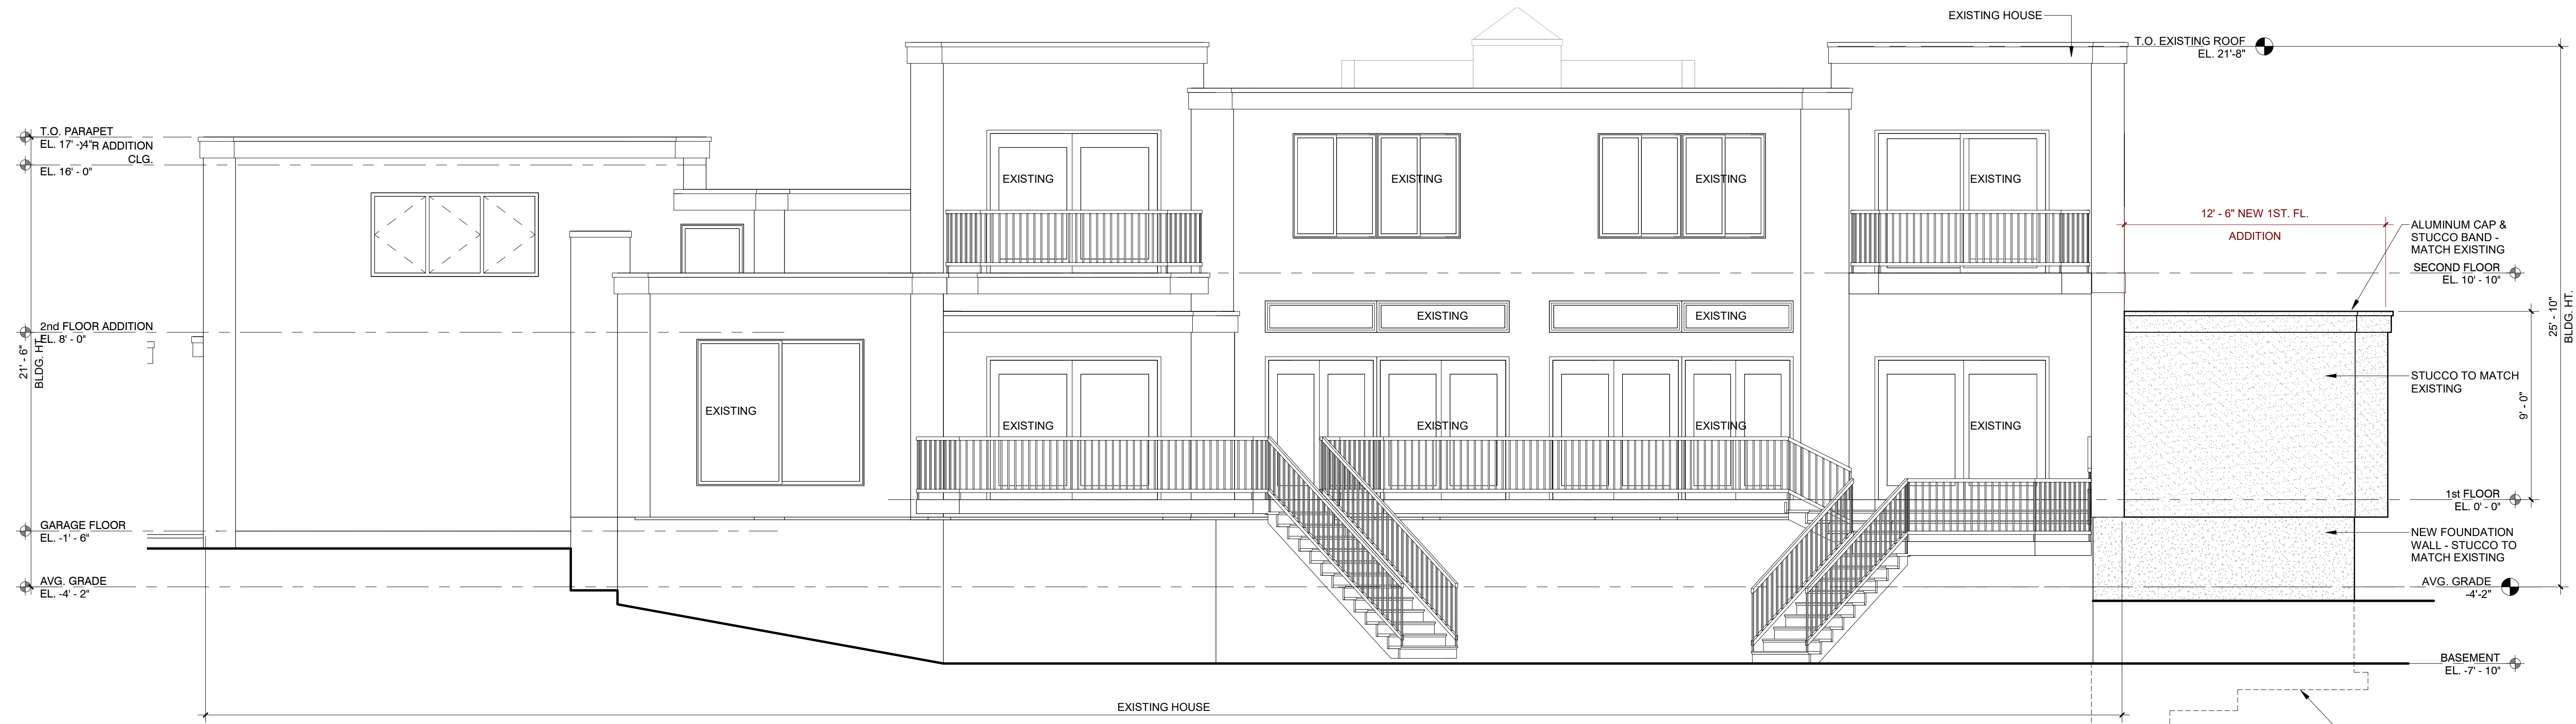 EXISTING HOUSE
T.O. EXISTING ROOF
EL. 21'-8"
T.O. PARAPET
EL. 17' - 4"
R ADDITION
CLG.
EL. 16' - 0"
EXISTING
EXISTING
EXISTING
EXISTING
12' - 6" NEW 1ST. FL.
ADDITION
ALUMINUM CAP &
STUCCO BAND -
MATCH EXISTING
SECOND FLOOR
EL. 10' - 10"
2nd FLOOR ADDITION
EL. 8' - 0"
21' - 6"
BLDG. HT.
EXISTING
EXISTING
25' - 10"
BLDG. HT.
STUCCO TO MATCH
EXISTING
9' - 0"
EXISTING
EXISTING
EXISTING
EXISTING
EXISTING
1st FLOOR
EL. 0' - 0"
GARAGE FLOOR
EL. -1' - 6"
NEW FOUNDATION
WALL - STUCCO TO
MATCH EXISTING
AVG. GRADE
EL. -4' - 2"
AVG. GRADE
-4'-2"
BASEMENT
EL. -7' - 10"
EXISTING HOUSE